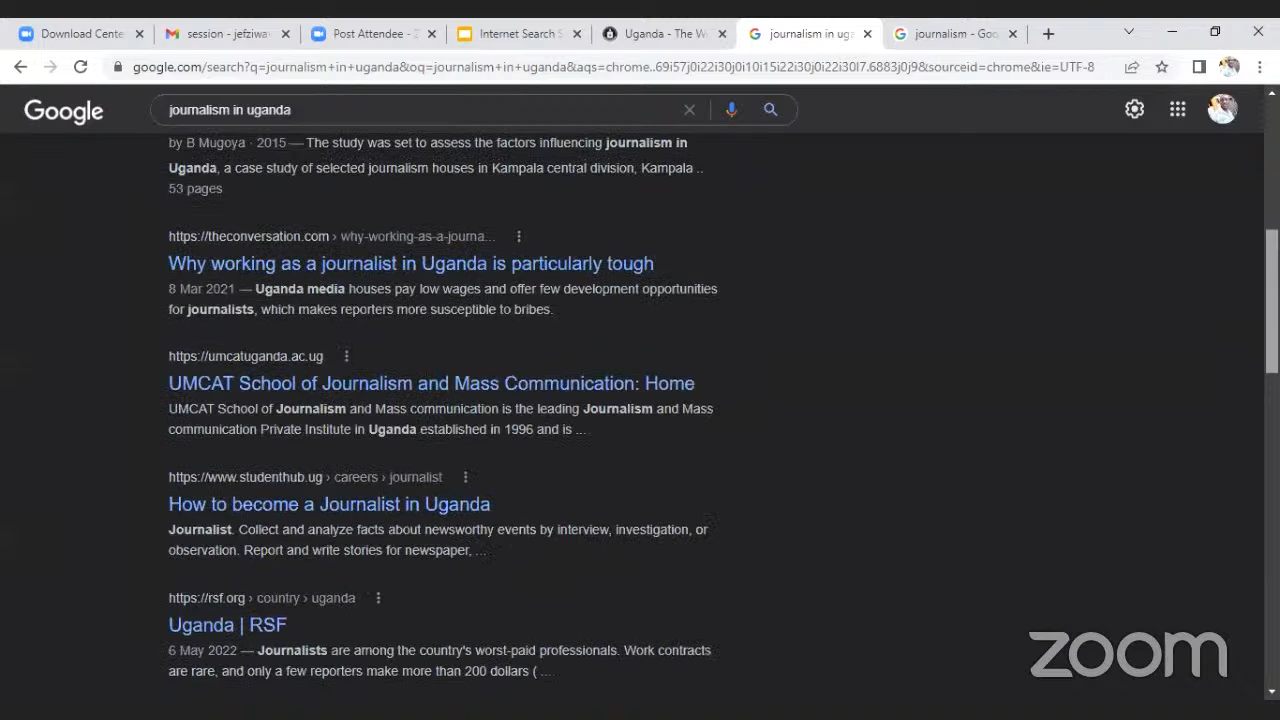 Download Cente
session - jefziwa
Post Attendee - Z
Internet Search S
Uganda - The W
journalism in uga
journalism - Goo
google.com/search?q=journalism+in+uganda&oq=journalism+in+uganda&aqs=chrome..69i57j0i22i30j0i10i15i22i30j0i22i30l7.6883j0j9&sourceid=chrome&ie=UTF-8
Google
journalism in uganda
by B Mugoya · 2015 — The study was set to assess the factors influencing journalism in
Uganda, a case study of selected journalism houses in Kampala central division, Kampala ..
53 pages
https://theconversation.com › why-working-as-a-journa...
Why working as a journalist in Uganda is particularly tough
8 Mar 2021 — Uganda media houses pay low wages and offer few development opportunities
for journalists, which makes reporters more susceptible to bribes.
https://umcatuganda.ac.ug
UMCAT School of Journalism and Mass Communication: Home
UMCAT School of Journalism and Mass communication is the leading Journalism and Mass
communication Private Institute in Uganda established in 1996 and is ...
https://www.studenthub.ug › careers › journalist
How to become a Journalist in Uganda
Journalist. Collect and analyze facts about newsworthy events by interview, investigation, or
observation. Report and write stories for newspaper, ...
https://rsf.org › country › uganda
Uganda | RSF
6 May 2022 — Journalists are among the country's worst-paid professionals. Work contracts
are rare, and only a few reporters make more than 200 dollars ( ...
zoom